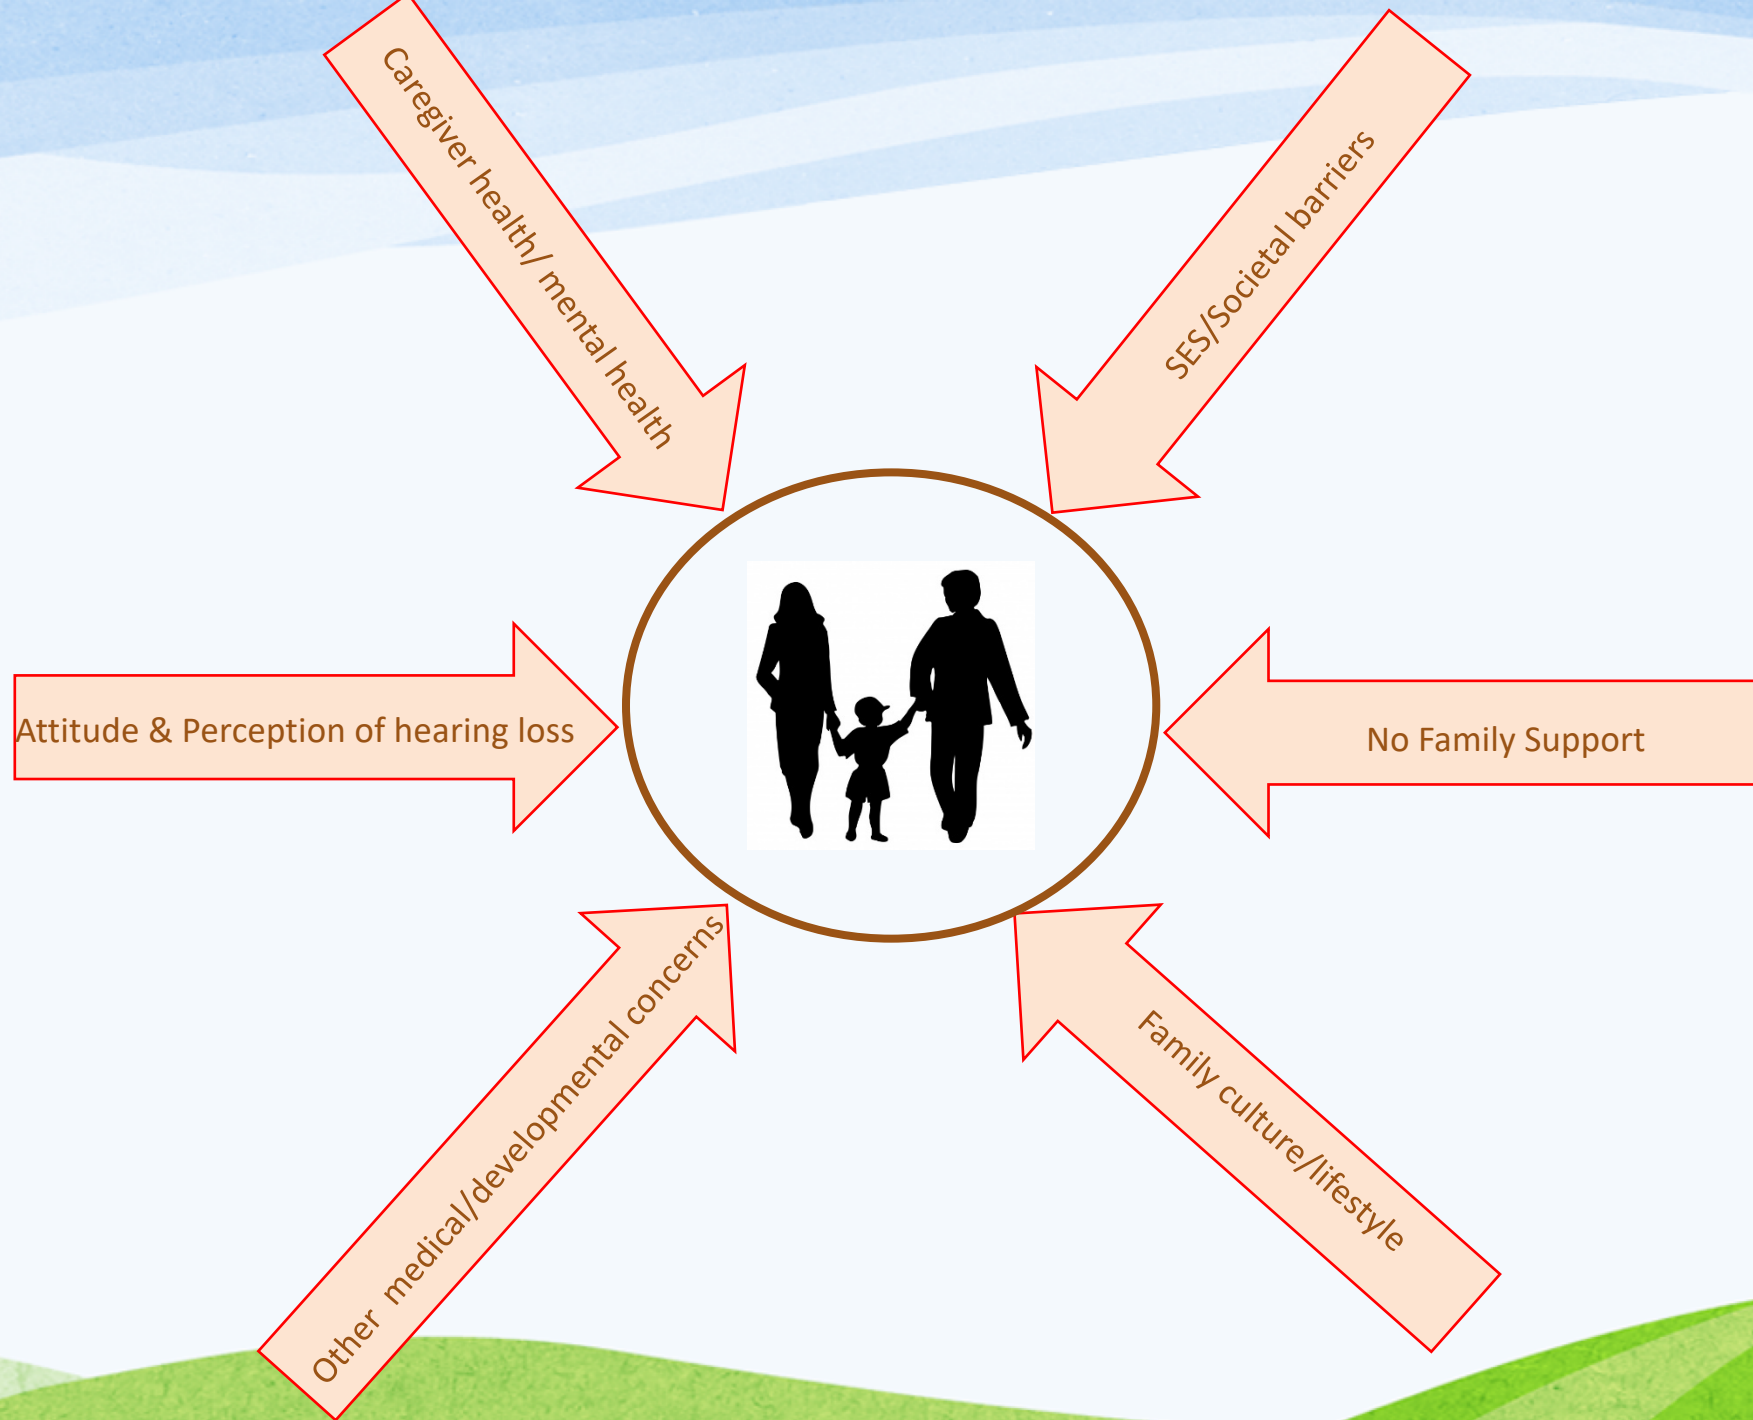 Caregiver health/ mental health
SES/Societal barriers
Attitude & Perception of hearing loss
No Family Support
Other  medical/developmental concerns
Family culture/lifestyle